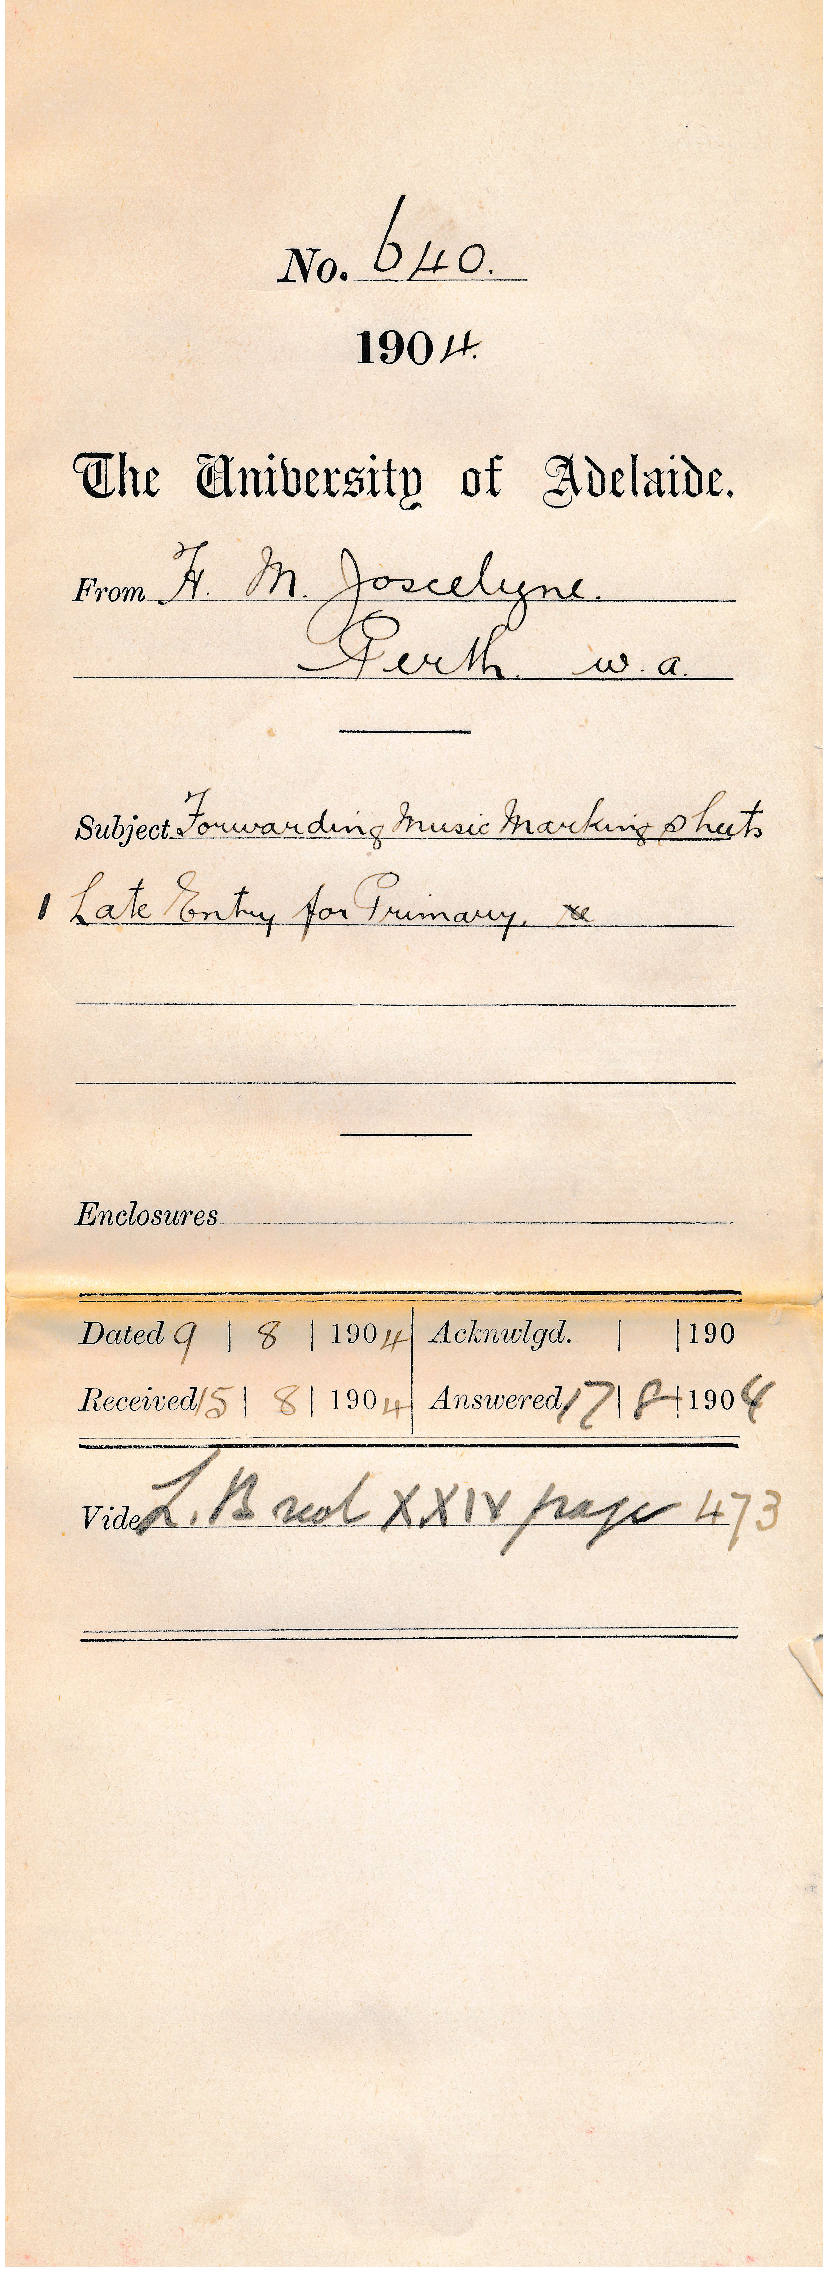 No. 640.
1904.
The University of Adelaide.
From F. M. Joscelyne.
Perth. W. A.
Subject Forwarding Music Marking Sheets
1 Late Entry for Primary.
Enclosures
Dated 9 | 8 | 1904 Acknwlgd. | | 190
Received 15 | 8 | 1904 Answered 17 | 8 | 1904
Vide L. B vol XXIV page 473